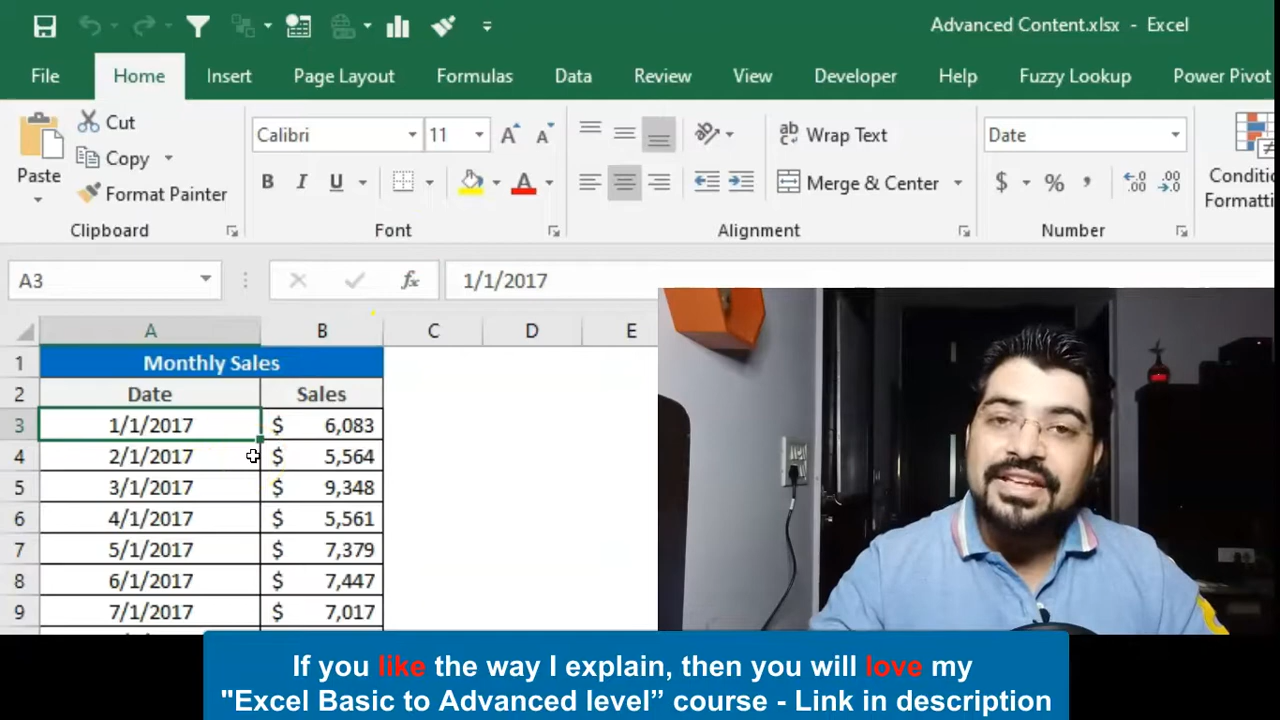 Advanced Content.xlsx - Excel
File Home Insert Page Layout Formulas Data Review View Developer Help Fuzzy Lookup Power Pivot
Paste
Cut
Copy
Format Painter
Clipboard
Calibri 11
B I U
Font
Wrap Text
Merge & Center
Alignment
Date
$ % ,
Number
Conditio
Formatti
A3 fx 1/1/2017
A B C D E
1 Monthly Sales
2 Date Sales
3 1/1/2017 $ 6,083
4 2/1/2017 $ 5,564
5 3/1/2017 $ 9,348
6 4/1/2017 $ 5,561
7 5/1/2017 $ 7,379
8 6/1/2017 $ 7,447
9 7/1/2017 $ 7,017
If you like the way I explain, then you will love my
"Excel Basic to Advanced level” course - Link in description